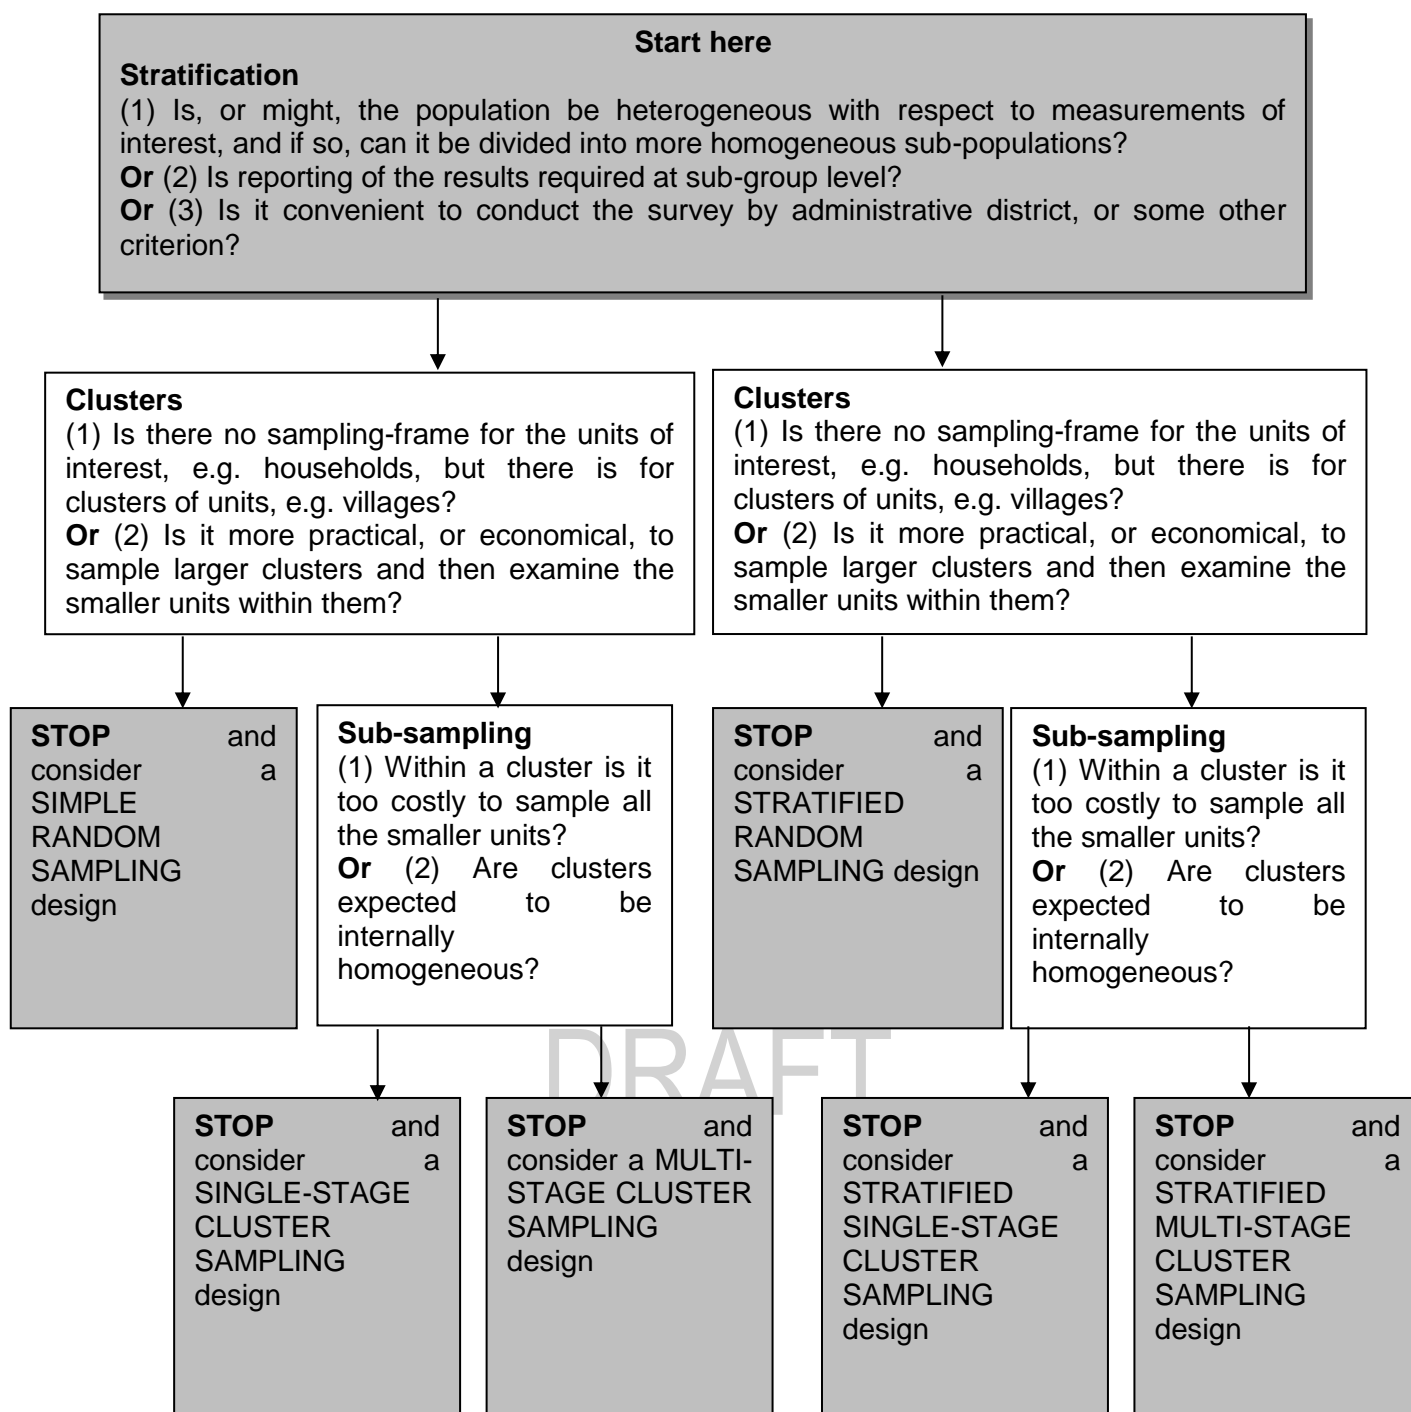 Start here
Stratification
(1) Is, or might, the population be heterogeneous with respect to measurements of
interest, and if so, can it be divided into more homogeneous sub-populations?
Or (2) Is reporting of the results required at sub-group level?
Or (3) Is it convenient to conduct the survey by administrative district, or some other
criterion?
Clusters
(1) Is there no sampling-frame for the units of
interest, e.g. households, but there is for
clusters of units, e.g. villages?
Or (2) Is it more practical, or economical, to
sample larger clusters and then examine the
smaller units within them?
Clusters
(1) Is there no sampling-frame for the units of
interest, e.g. households, but there is for
clusters of units, e.g. villages?
Or (2) Is it more practical, or economical, to
sample larger clusters and then examine the
smaller units within them?
STOP and
consider a
SIMPLE
RANDOM
SAMPLING
design
Sub-sampling
(1) Within a cluster is it
too costly to sample all
the smaller units?
Or (2) Are clusters
expected to be
internally
homogeneous?
STOP and
consider a
STRATIFIED
RANDOM
SAMPLING design
Sub-sampling
(1) Within a cluster is it
too costly to sample all
the smaller units?
Or (2) Are clusters
expected to be
internally
homogeneous?
DRAFT
STOP and
consider a
SINGLE-STAGE
CLUSTER
SAMPLING
design
STOP and
consider a MULTI-
STAGE CLUSTER
SAMPLING
design
STOP and
consider a
STRATIFIED
SINGLE-STAGE
CLUSTER
SAMPLING
design
STOP and
consider a
STRATIFIED
MULTI-STAGE
CLUSTER
SAMPLING
design